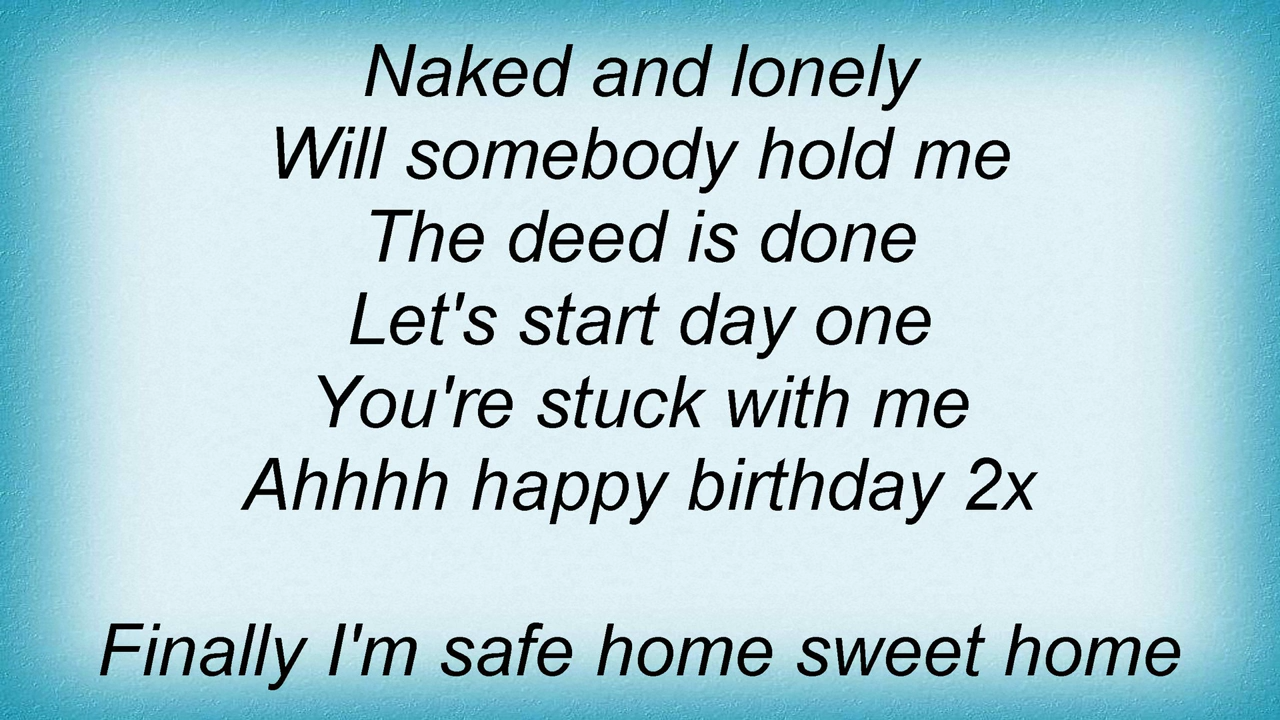 Naked and lonely
Will somebody hold me
The deed is done
Let's start day one
You're stuck with me
Ahhhh happy birthday 2x
Finally I'm safe home sweet home